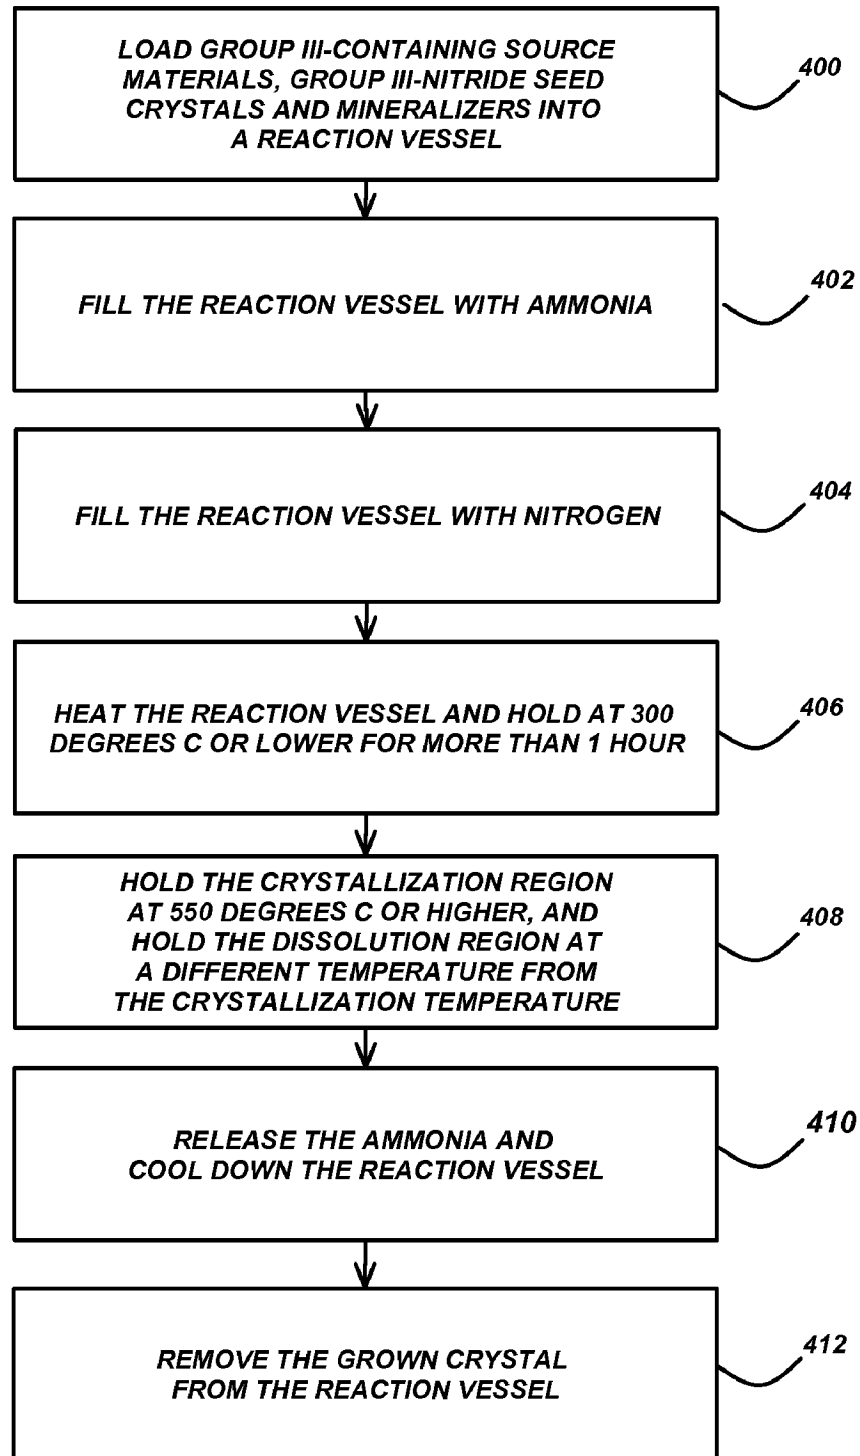 LOAD GROUP III-CONTAINING SOURCE
MATERIALS, GROUP III-NITRIDE SEED
CRYSTALS AND MINERALIZERS INTO
A REACTION VESSEL
400
FILL THE REACTION VESSEL WITH AMMONIA
402
FILL THE REACTION VESSEL WITH NITROGEN
404
HEAT THE REACTION VESSEL AND HOLD AT 300
DEGREES C OR LOWER FOR MORE THAN 1 HOUR
406
HOLD THE CRYSTALLIZATION REGION
AT 550 DEGREES C OR HIGHER, AND
HOLD THE DISSOLUTION REGION AT
A DIFFERENT TEMPERATURE FROM
THE CRYSTALLIZATION TEMPERATURE
408
RELEASE THE AMMONIA AND
COOL DOWN THE REACTION VESSEL
410
REMOVE THE GROWN CRYSTAL
FROM THE REACTION VESSEL
412